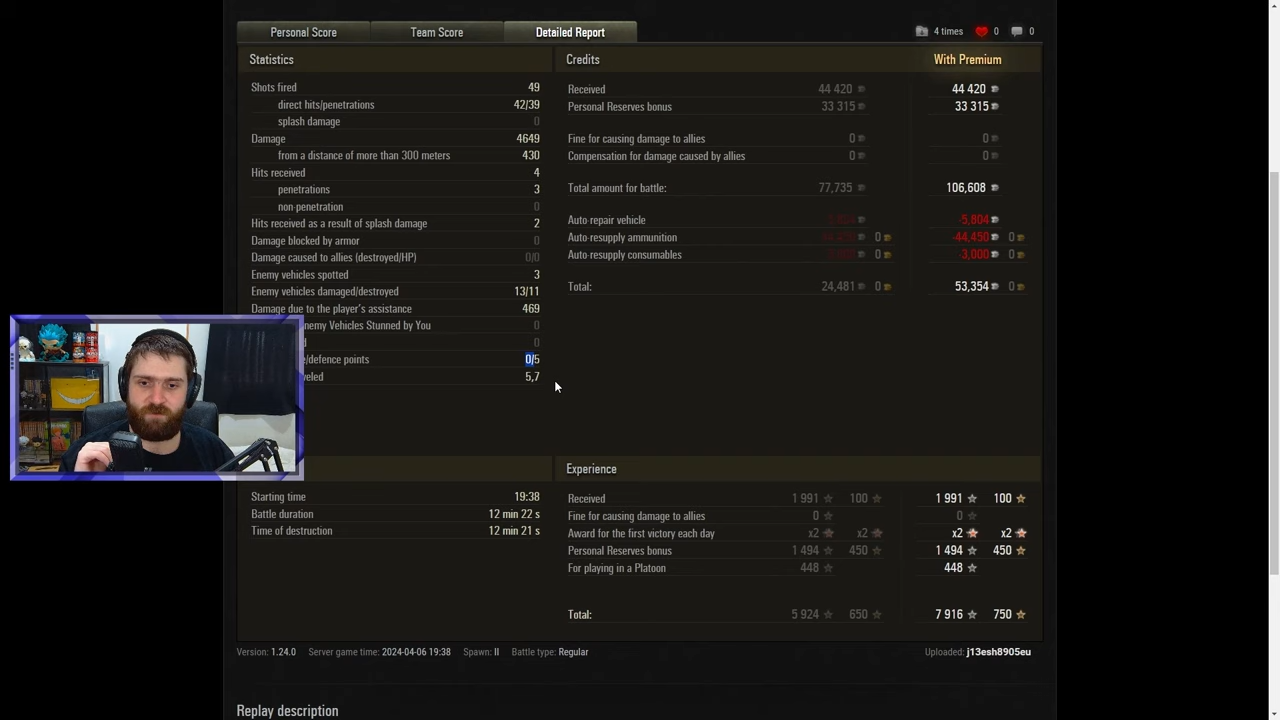 Personal Score Team Score Detailed Report 4 times 0 0
Statistics
Shots fired 49
direct hits/penetrations 42/39
splash damage 0
Damage 4649
from a distance of more than 300 meters 430
Hits received 4
penetrations 3
non-penetration 0
Hits received as a result of splash damage 2
Damage blocked by armor 0
Damage caused to allies (destroyed/HP) 0/0
Enemy vehicles spotted 3
Enemy vehicles damaged/destroyed 13/11
Damage due to the player's assistance 469
nemy Vehicles Stunned by You 0
d 0
e/defence points 0/5
veled 5,7
Credits With Premium
Received 44 420 44 420
Personal Reserves bonus 33 315 33 315
Fine for causing damage to allies 0 0
Compensation for damage caused by allies 0 0
Total amount for battle: 77,735 106,608
Auto-repair vehicle -5,804
Auto-resupply ammunition 0 -44,450 0
Auto-resupply consumables 0 -3,000 0
Total: 24,481 0 53,354 0
Starting time 19:38
Battle duration 12 min 22 s
Time of destruction 12 min 21 s
Experience
Received 1 991 100 1 991 100
Fine for causing damage to allies 0 0
Award for the first victory each day x2 x2 x2 x2
Personal Reserves bonus 1 494 450 1 494 450
For playing in a Platoon 448 448
Total: 5 924 650 7 916 750
Version: 1.24.0 Server game time: 2024-04-06 19:38 Spawn: II Battle type: Regular Uploaded: j13esh8905eu
Replay description